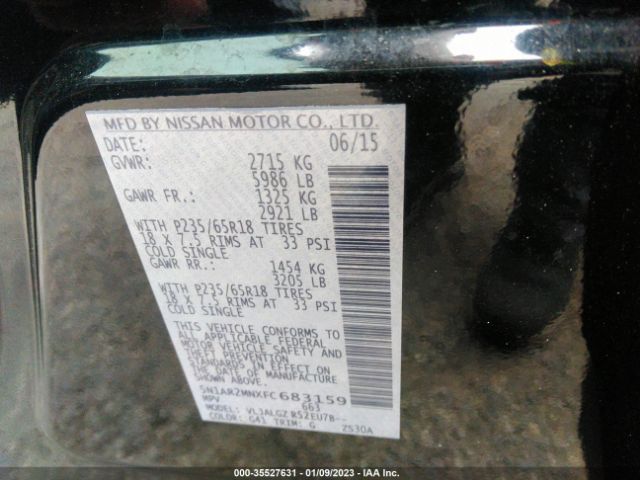 MFD BY NISSAN MOTOR CO., LTD.
DATE: 06/15
GVWR: 2715 KG
5986 LB
GAWR FR.: 1325 KG
2921 LB
WITH P235/65R18 TIRES
18 X 7.5 RIMS AT 33 PSI
COLD SINGLE
GAWR RR.: 1454 KG
3205 LB
WITH P235/65R18 TIRES
18 X 7.5 RIMS AT 33 PSI
COLD SINGLE
THIS VEHICLE CONFORMS TO
ALL APPLICABLE FEDERAL
MOTOR VEHICLE SAFETY AND
THEFT PREVENTION
STANDARDS IN EFFECT ON
THE DATE OF MANUFACTURE
SHOWN ABOVE.
5N1AR2MNXFC683159
MPV 663
MODEL: VLJALGZ R52EU7B--
COLOR: G41 TRIM: G ZS30A
000-35527631 - 01/09/2023 - IAA Inc.